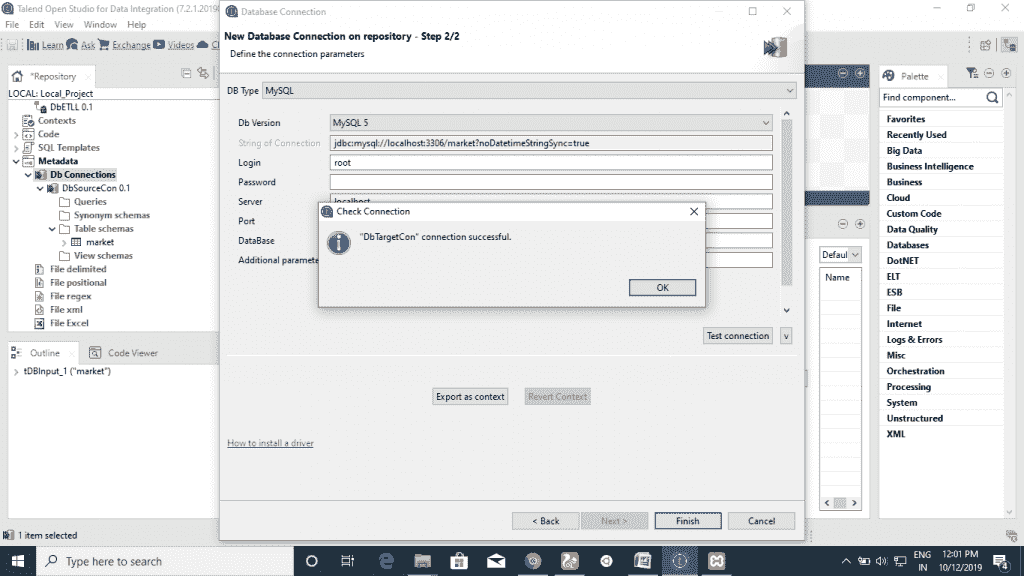 Talend Open Studio for Data Integration (7.2.1.2019
File Edit View Window Help
Learn Ask Exchange Videos
*Repository
LOCAL: Local_Project
DbETLL 0.1
Contexts
Code
SQL Templates
Metadata
Db Connections
DbSourceCon 0.1
Queries
Synonym schemas
Table schemas
market
View schemas
File delimited
File positional
File regex
File xml
File Excel
Outline
Code Viewer
tDBInput_1 ("market")
1 item selected
Database Connection
New Database Connection on repository - Step 2/2
Define the connection parameters
DB Type MySQL
Db Version MySQL 5
String of Connection jdbc:mysql://localhost:3306/market?noDatetimeStringSync=true
Login root
Password
Server localhost
Port
DataBase
Additional paramete
Check Connection
"DbTargetCon" connection successful.
OK
Test connection
Export as context
Revert Context
How to install a driver
< Back
Next >
Finish
Cancel
Defaul
Name
Palette
Find component...
Favorites
Recently Used
Big Data
Business Intelligence
Business
Cloud
Custom Code
Data Quality
Databases
DotNET
ELT
ESB
File
Internet
Logs & Errors
Misc
Orchestration
Processing
System
Unstructured
XML
Type here to search
ENG
IN
12:01 PM
10/12/2019
4